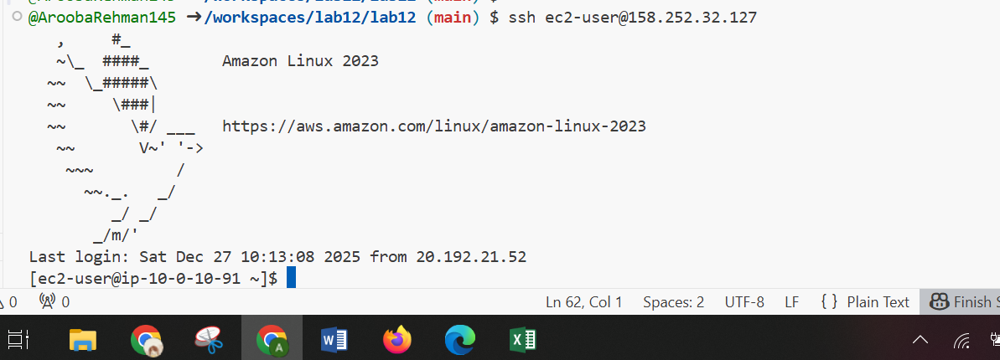 @AroobaRehman145 ➜/workspaces/lab12/lab12 (main) $ ssh ec2-user@158.252.32.127
   ,     #_
   ~\_  ####_        Amazon Linux 2023
  ~~  \_#####\
  ~~     \###|
  ~~       \#/ ___   https://aws.amazon.com/linux/amazon-linux-2023
   ~~       V~' '->
    ~~~         /
      ~~._.   _/
         _/ _/
       _/m/'
Last login: Sat Dec 27 10:13:08 2025 from 20.192.21.52
[ec2-user@ip-10-0-10-91 ~]$
0 0 Ln 62, Col 1 Spaces: 2 UTF-8 LF {} Plain Text Finish S
A W X